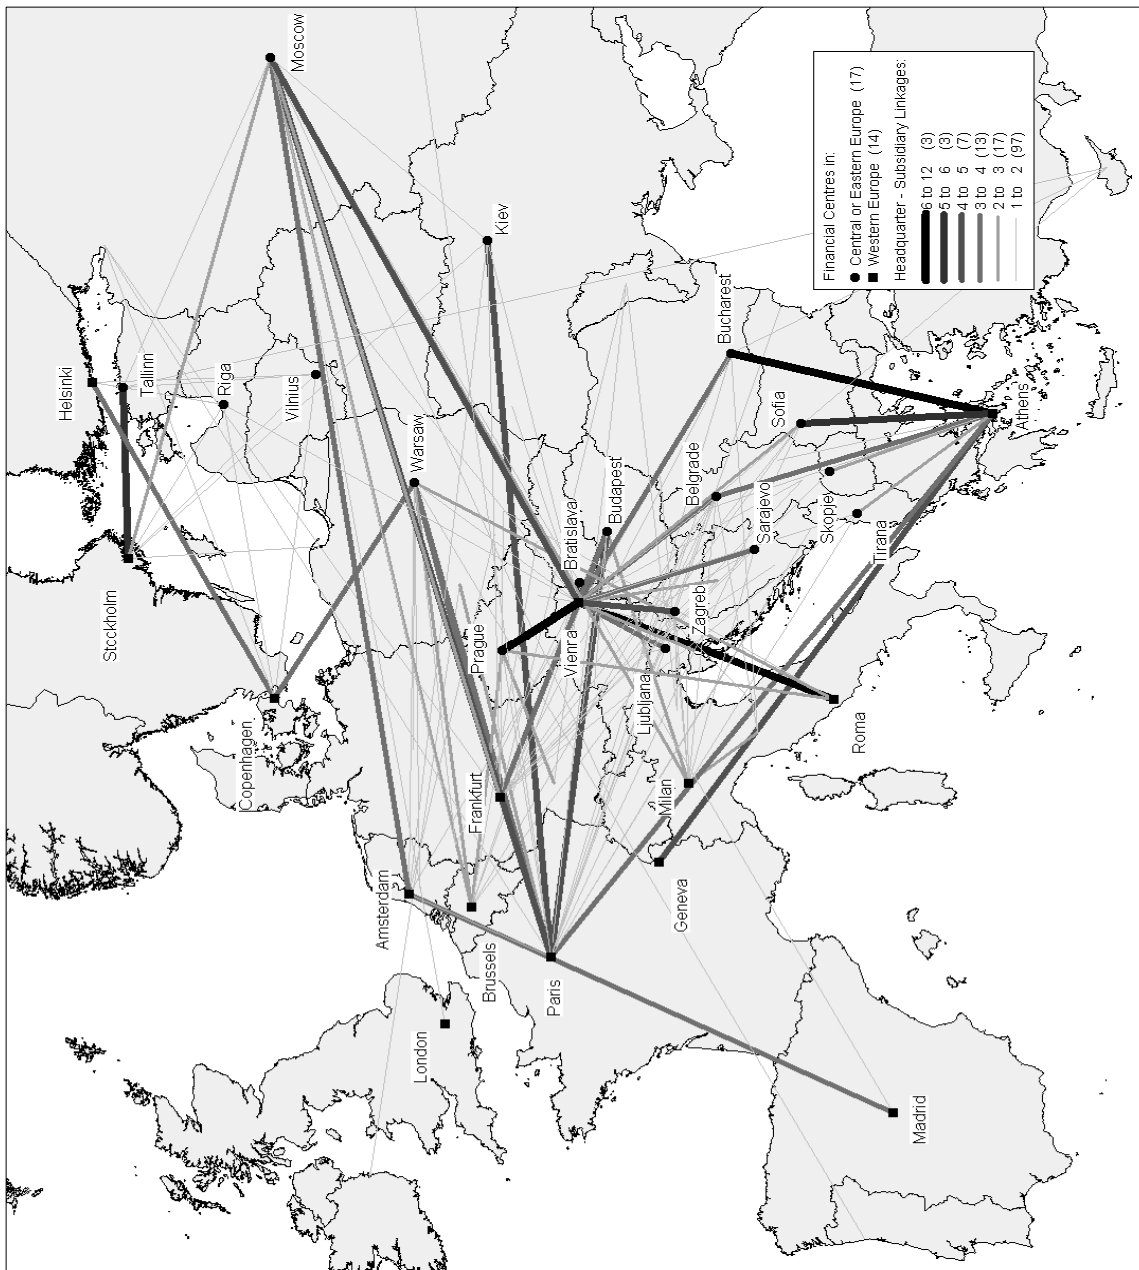 Helsinki
Tallinn
Stockholm
Riga
Vilnius
Moscow
Copenhagen
Warsaw
Kiev
Amsterdam
London
Brussels
Frankfurt
Prague
Paris
Vienna
Bratislava
Budapest
Geneva
Milan
Ljubljana
Zagreb
Belgrade
Bucharest
Sarajevo
Sofia
Skopje
Tirana
Roma
Madrid
Athens
Financial Centres in:
Central or Eastern Europe (17)
Western Europe (14)
Headquarter - Subsidiary Linkages:
6 to 12 (3)
5 to 6 (3)
4 to 5 (7)
3 to 4 (13)
2 to 3 (17)
1 to 2 (97)